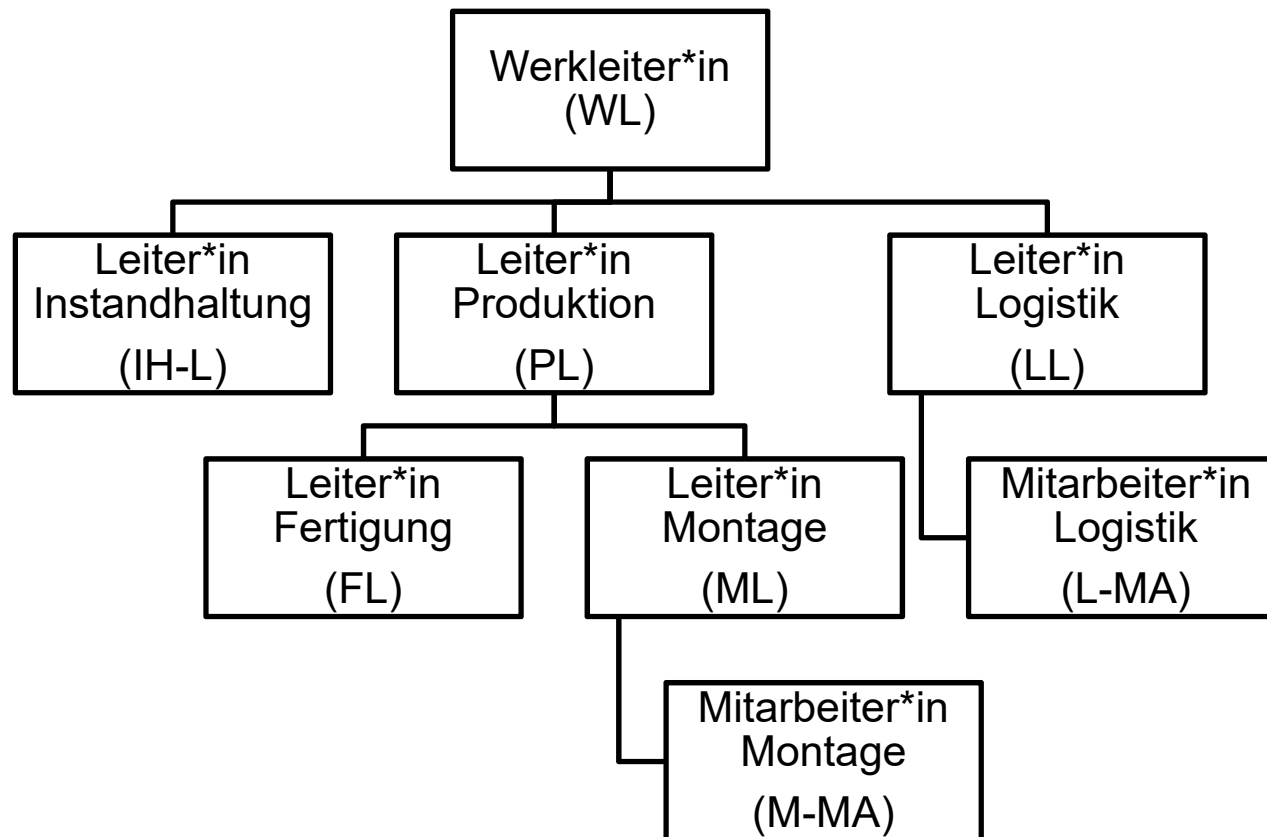 Werkleiter*in
(WL)
Leiter*in
Instandhaltung
(IH-L)
Leiter*in
Produktion
(PL)
Leiter*in
Logistik
(LL)
Leiter*in
Fertigung
(FL)
Leiter*in
Montage
(ML)
Mitarbeiter*in
Logistik
(L-MA)
Mitarbeiter*in
Montage
(M-MA)